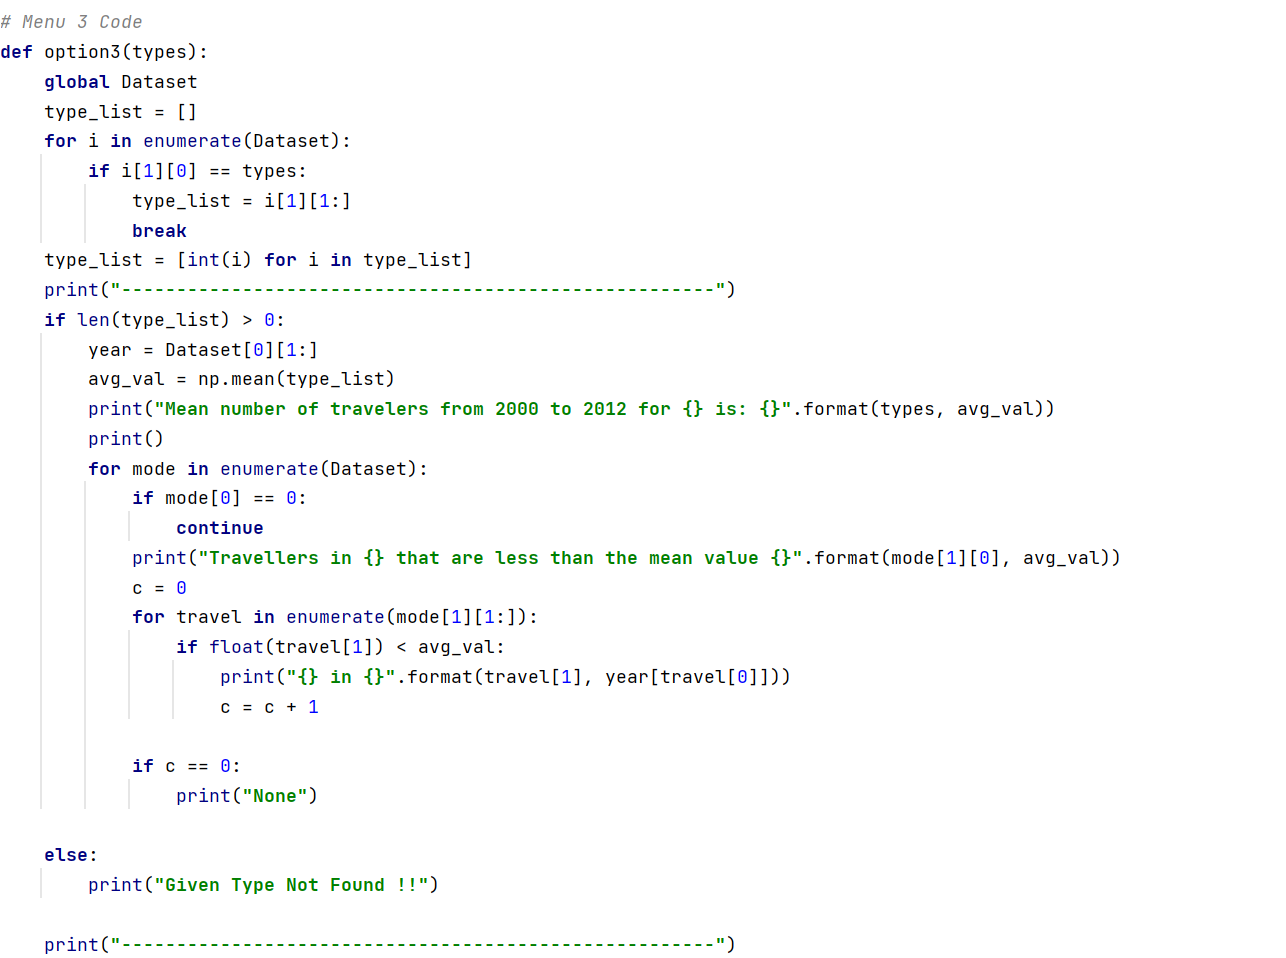 # Menu 3 Code
def option3(types):
    global Dataset
    type_list = []
    for i in enumerate(Dataset):
        if i[1][0] == types:
            type_list = i[1][1:]
            break
    type_list = [int(i) for i in type_list]
    print("------------------------------------------------------")
    if len(type_list) > 0:
        year = Dataset[0][1:]
        avg_val = np.mean(type_list)
        print("Mean number of travelers from 2000 to 2012 for {} is: {}".format(types, avg_val))
        print()
        for mode in enumerate(Dataset):
            if mode[0] == 0:
                continue
            print("Travellers in {} that are less than the mean value {}".format(mode[1][0], avg_val))
            c = 0
            for travel in enumerate(mode[1][1:]):
                if float(travel[1]) < avg_val:
                    print("{} in {}".format(travel[1], year[travel[0]]))
                    c = c + 1

            if c == 0:
                print("None")

    else:
        print("Given Type Not Found !!")

    print("------------------------------------------------------")